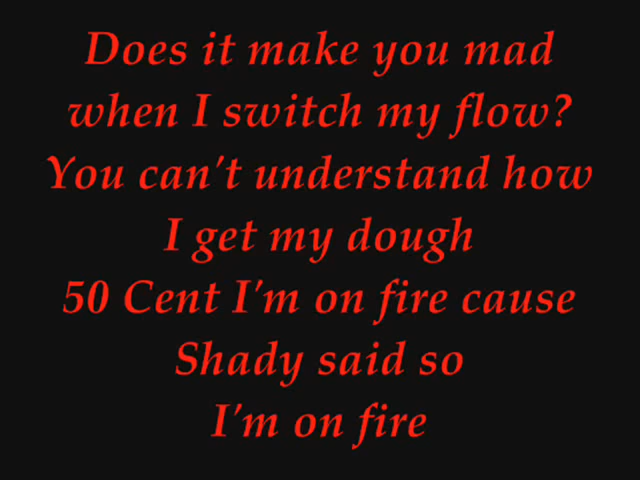 Does it make you mad
when I switch my flow?
You can't understand how
I get my dough
50 Cent I'm on fire cause
Shady said so
I'm on fire